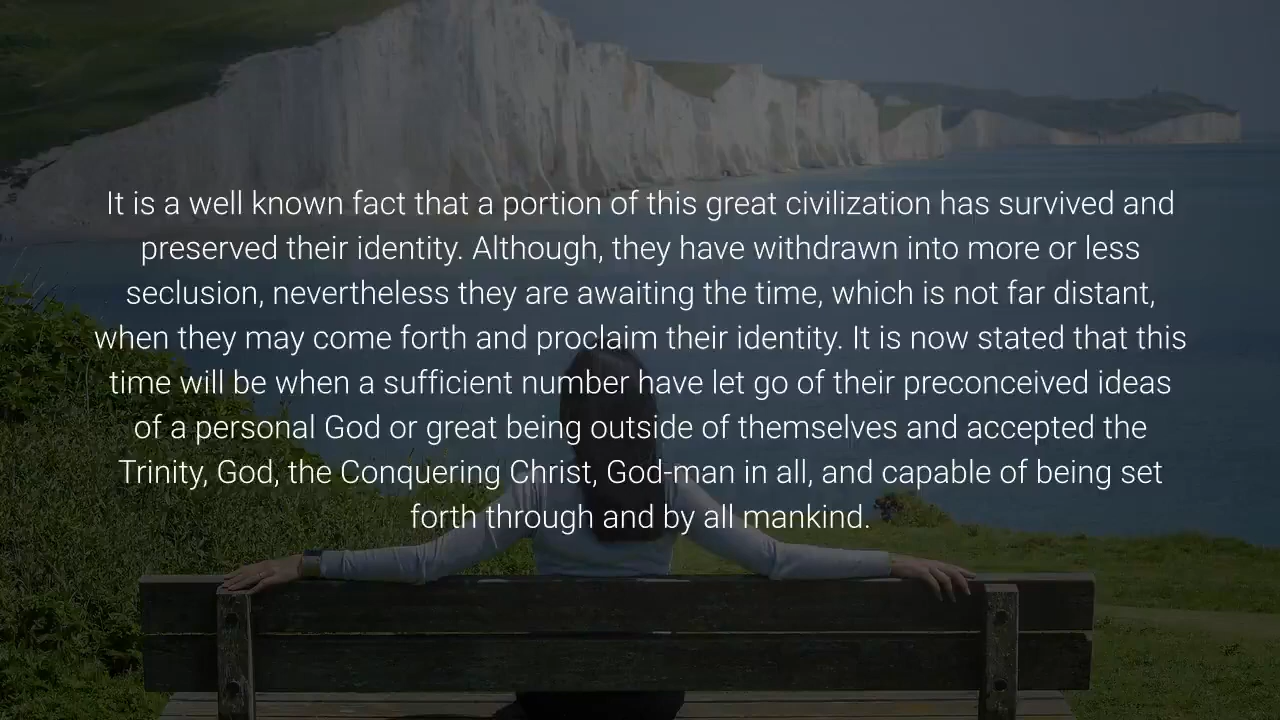 It is a well known fact that a portion of this great civilization has survived and
preserved their identity. Although, they have withdrawn into more or less
seclusion, nevertheless they are awaiting the time, which is not far distant,
when they may come forth and proclaim their identity. It is now stated that this
time will be when a sufficient number have let go of their preconceived ideas
of a personal God or great being outside of themselves and accepted the
Trinity, God, the Conquering Christ, God-man in all, and capable of being set
forth through and by all mankind.